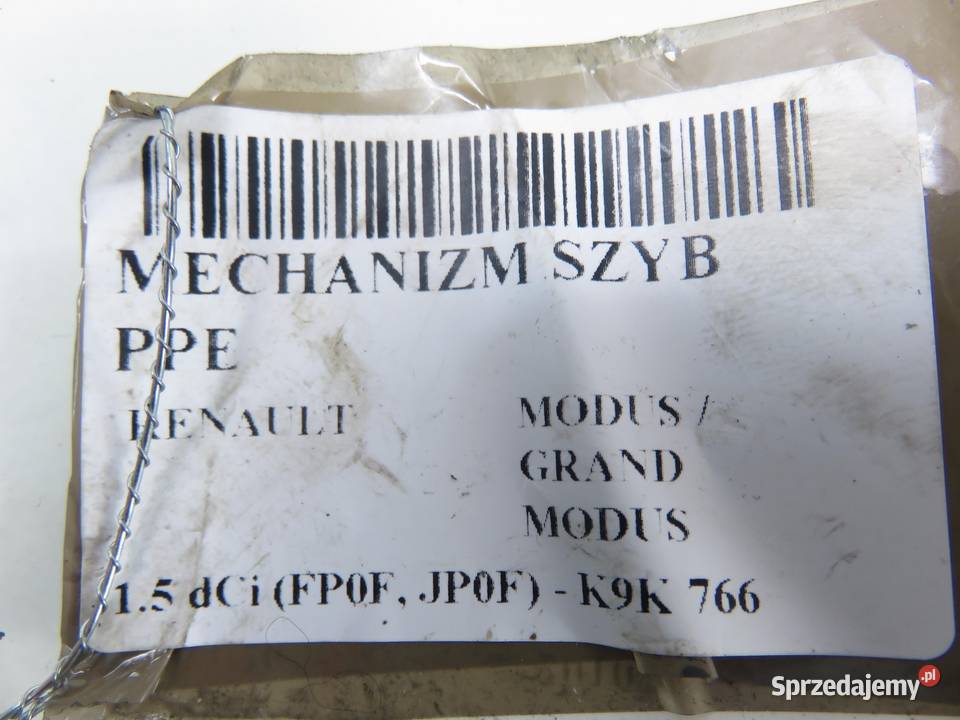 MECHANIZM SZYB
PPE
RENAULT MODUS /
GRAND
MODUS
1.5 dCi (FP0F, JP0F) - K9K 766
Sprzedajemy.pl